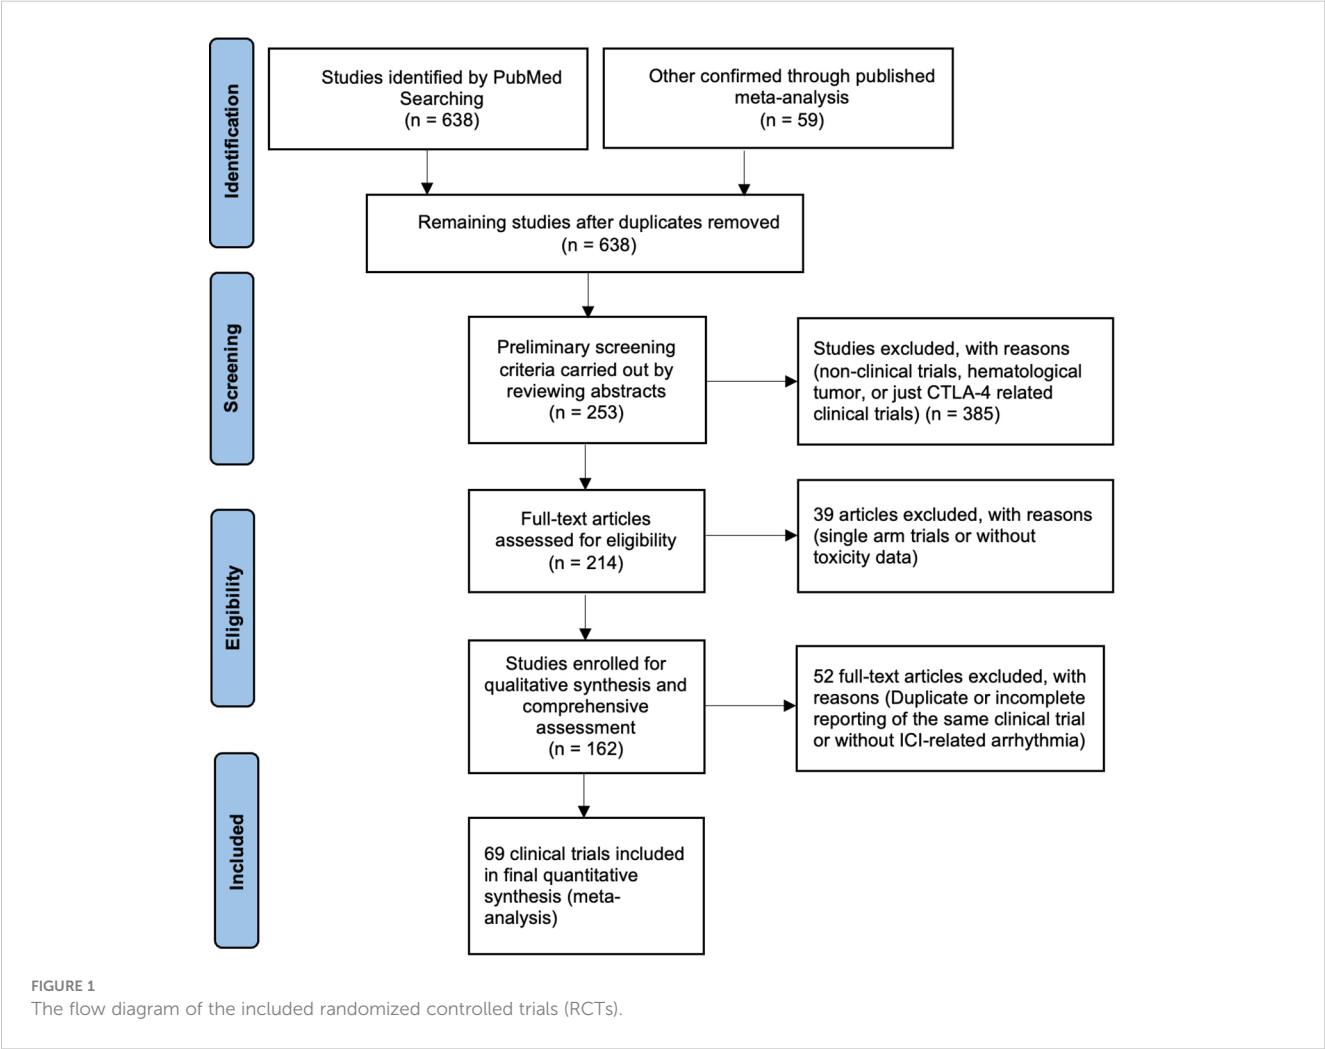 Identification
Studies identified by PubMed
Searching
(n = 638)
Other confirmed through published
meta-analysis
(n = 59)
Remaining studies after duplicates removed
(n = 638)
Screening
Preliminary screening
criteria carried out by
reviewing abstracts
(n = 253)
Studies excluded, with reasons
(non-clinical trials, hematological
tumor, or just CTLA-4 related
clinical trials) (n = 385)
Eligibility
Full-text articles
assessed for eligibility
(n = 214)
39 articles excluded, with reasons
(single arm trials or without
toxicity data)
Studies enrolled for
qualitative synthesis and
comprehensive
assessment
(n = 162)
52 full-text articles excluded, with
reasons (Duplicate or incomplete
reporting of the same clinical trial
or without ICI-related arrhythmia)
Included
69 clinical trials included
in final quantitative
synthesis (meta-
analysis)
FIGURE 1
The flow diagram of the included randomized controlled trials (RCTs).